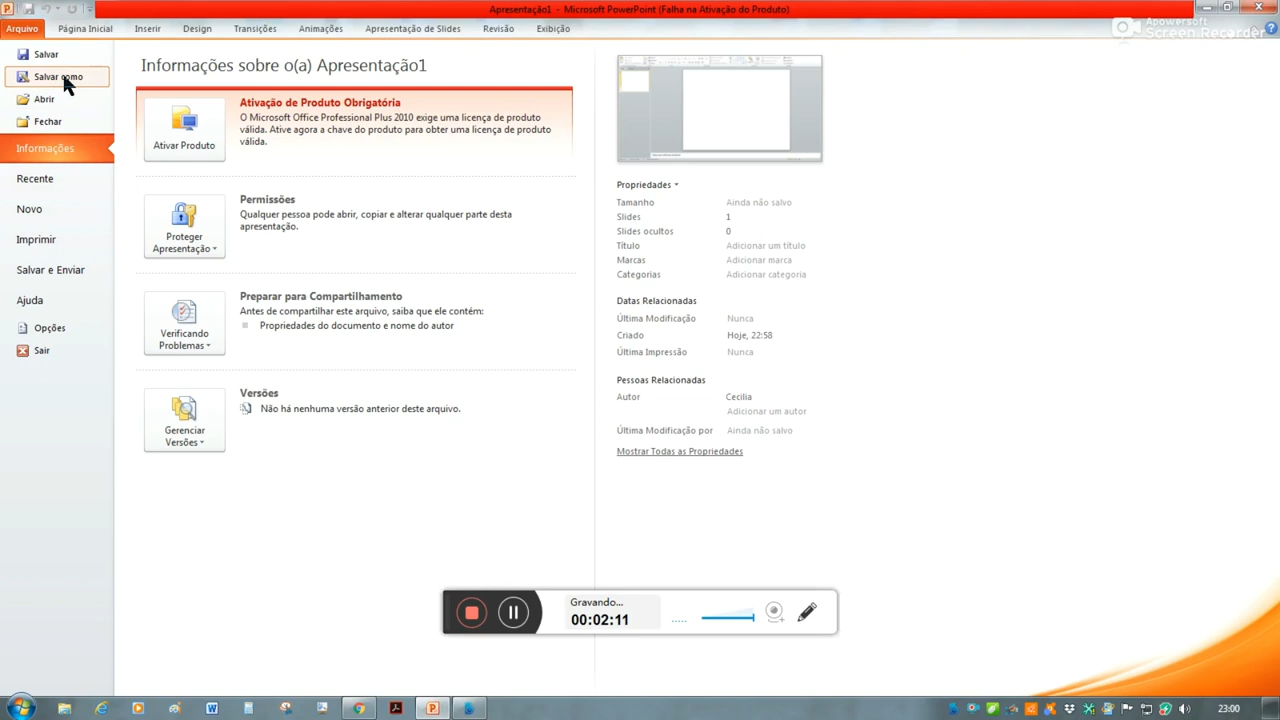 Apresentação1 - Microsoft PowerPoint (Falha na Ativação do Produto)
Arquivo Página Inicial Inserir Design Transições Animações Apresentação de Slides Revisão Exibição
Apowersoft
Screen Recorder
Salvar
Salvar como
Abrir
Fechar
Informações
Recente
Novo
Imprimir
Salvar e Enviar
Ajuda
Opções
Sair
Informações sobre o(a) Apresentação1
Ativar Produto
Ativação de Produto Obrigatória
O Microsoft Office Professional Plus 2010 exige uma licença de produto
válida. Ative agora a chave do produto para obter uma licença de produto
válida.
Proteger
Apresentação
Permissões
Qualquer pessoa pode abrir, copiar e alterar qualquer parte desta
apresentação.
Verificando
Problemas
Preparar para Compartilhamento
Antes de compartilhar este arquivo, saiba que ele contém:
Propriedades do documento e nome do autor
Gerenciar
Versões
Versões
Não há nenhuma versão anterior deste arquivo.
Propriedades
Tamanho Ainda não salvo
Slides 1
Slides ocultos 0
Título Adicionar um título
Marcas Adicionar marca
Categorias Adicionar categoria
Datas Relacionadas
Última Modificação Nunca
Criado Hoje, 22:58
Última Impressão Nunca
Pessoas Relacionadas
Autor Cecilia
Adicionar um autor
Última Modificação por Ainda não salvo
Mostrar Todas as Propriedades
Gravando...
00:02:11
23:00